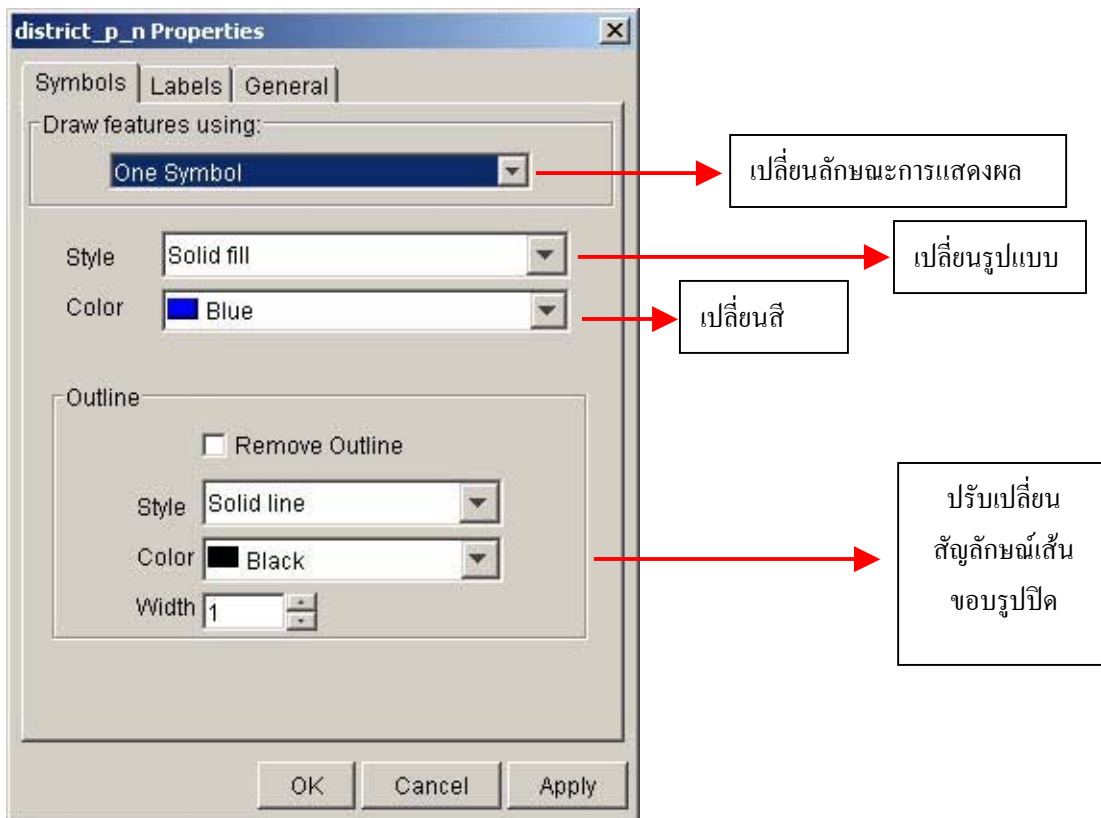 district_p_n Properties
Symbols Labels General
Draw features using:
One Symbol
เปลี่ยนลักษณะการแสดงผล
Style Solid fill
เปลี่ยนรูปแบบ
Color Blue
เปลี่ยนสี
Outline
Remove Outline
Style Solid line
Color Black
Width 1
ปรับเปลี่ยน
สัญลักษณ์เส้น
ขอบรูปปิด
OK Cancel Apply